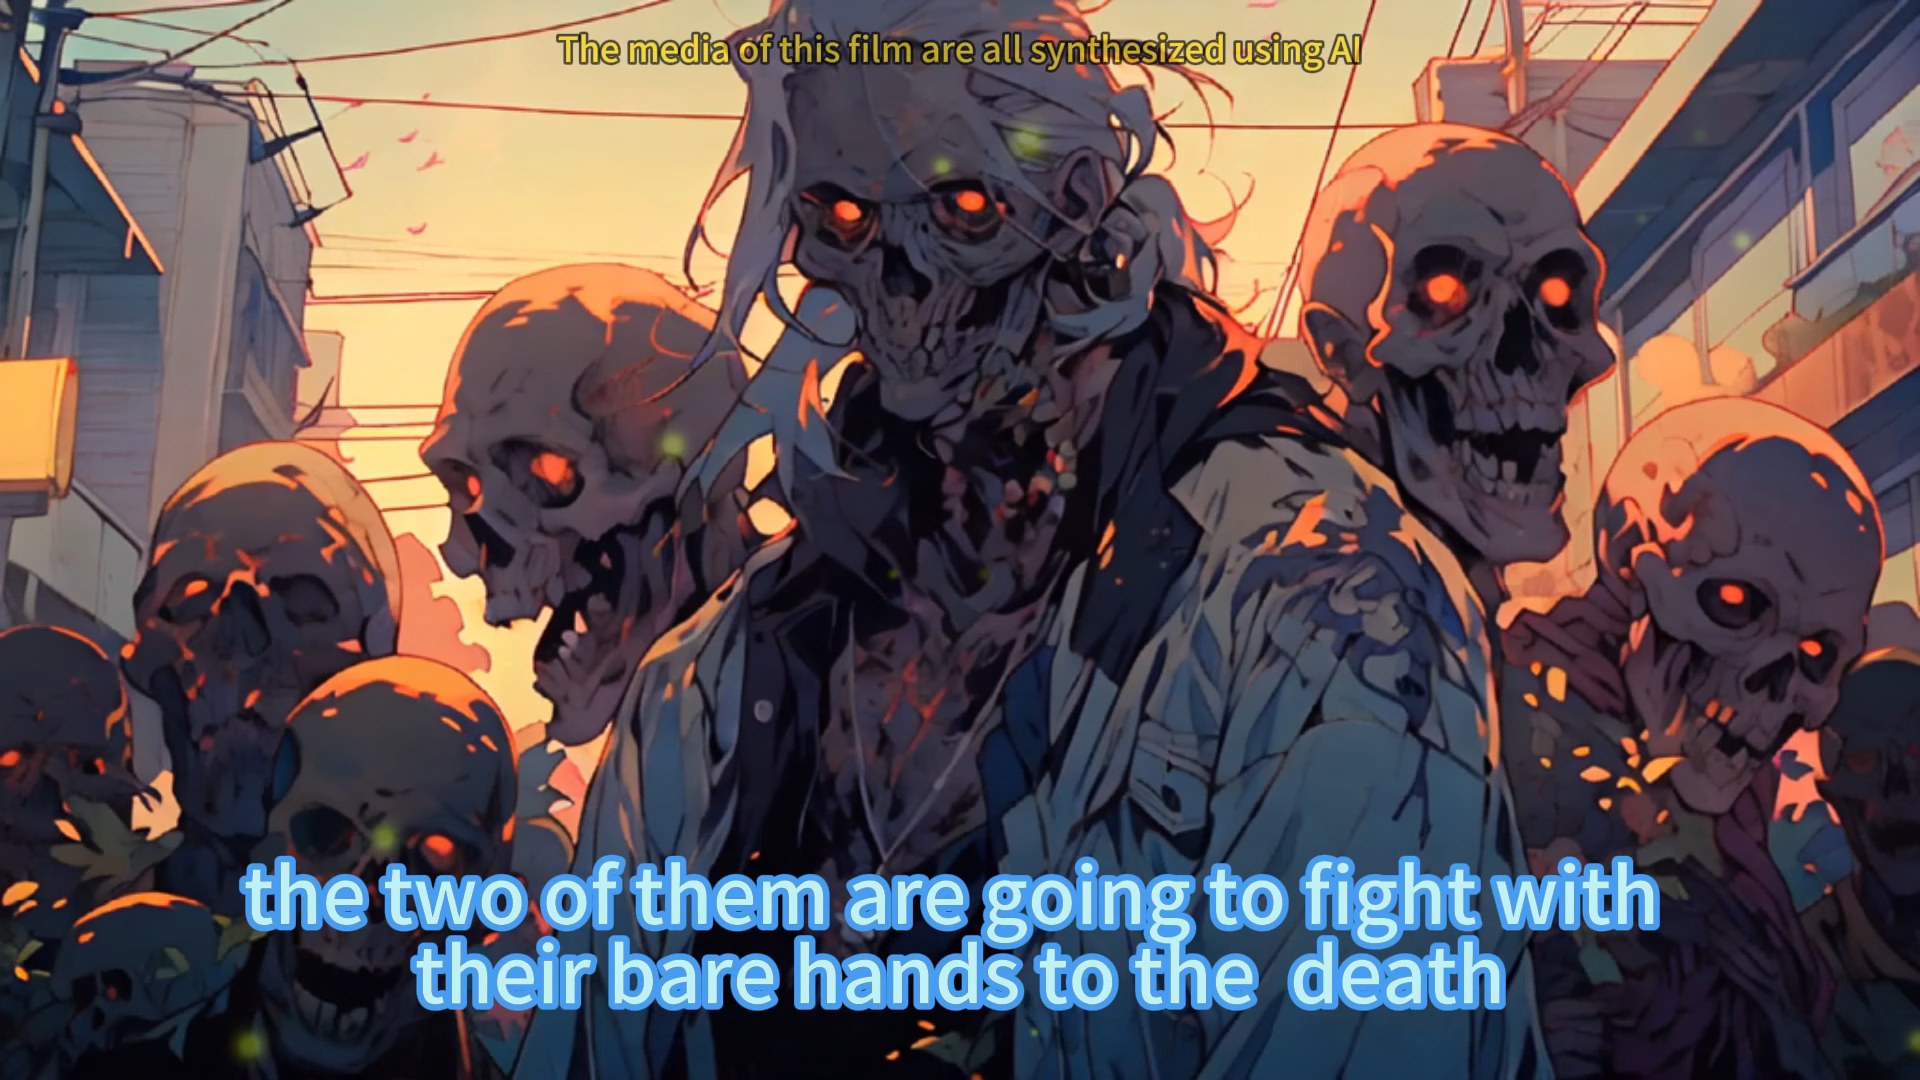 The media of this film are all synthesized using AI
the two of them are going to fight with
their bare hands to the  death